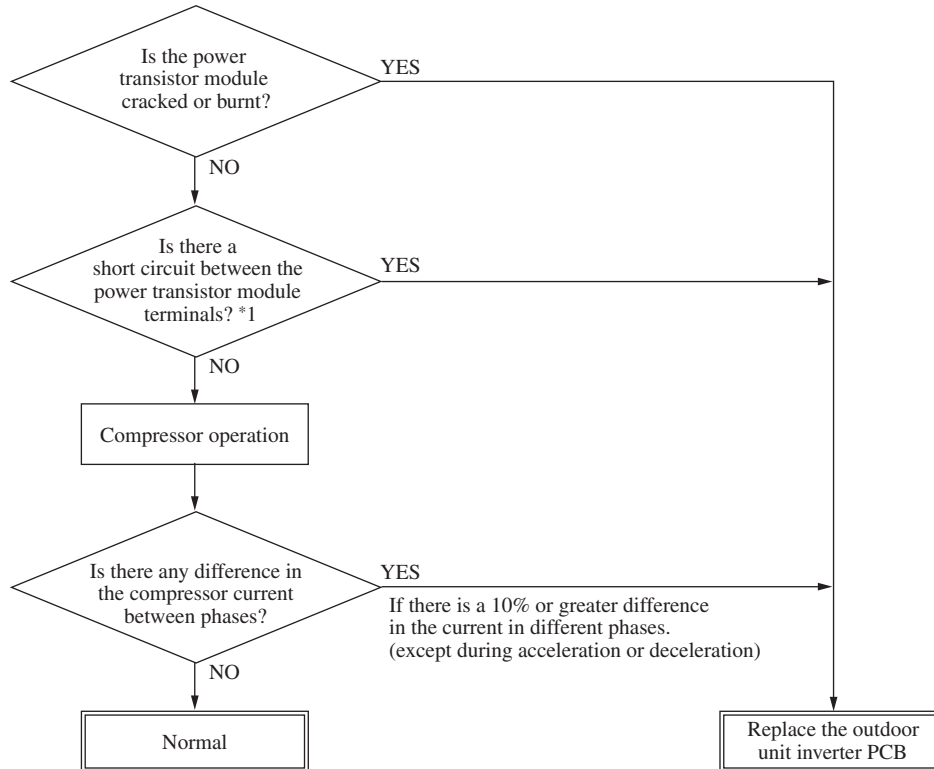 Is the power
transistor module
cracked or burnt?
YES
NO
Is there a
short circuit between the
power transistor module
terminals? *1
YES
NO
Compressor operation
Is there any difference in
the compressor current
between phases?
YES
If there is a 10% or greater difference
in the current in different phases.
(except during acceleration or deceleration)
NO
Normal
Replace the outdoor
unit inverter PCB